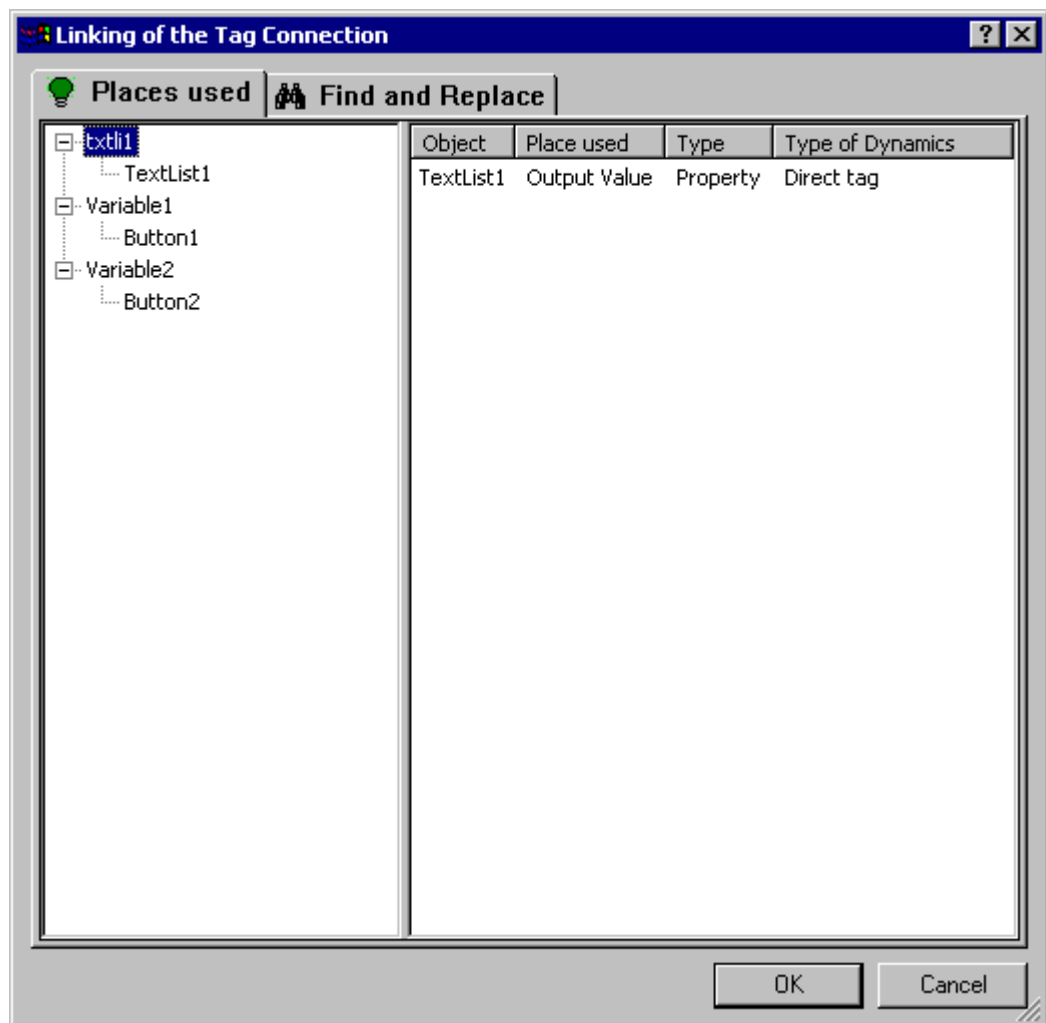 Linking of the Tag Connection
Places used
Find and Replace
txtli1
TextList1
Variable1
Button1
Variable2
Button2
Object Place used Type Type of Dynamics
TextList1 Output Value Property Direct tag
OK Cancel